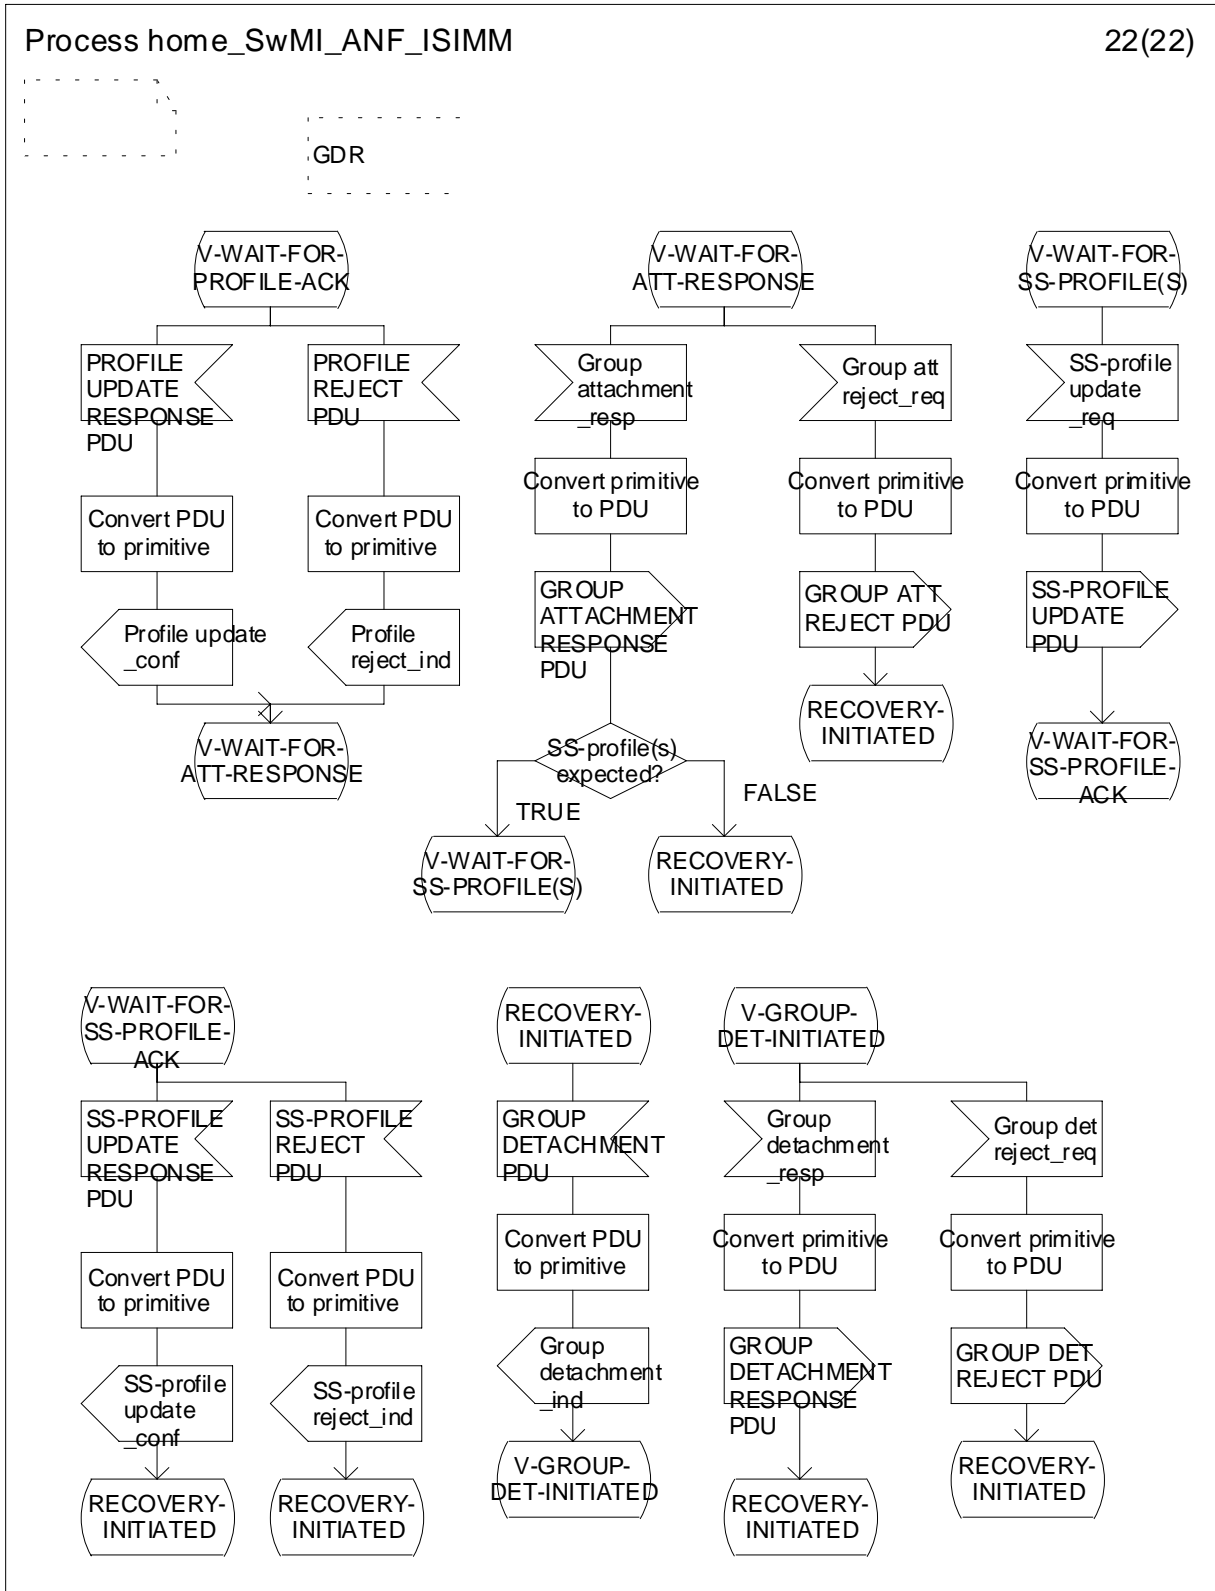 Process home_SwMI_ANF_ISIMM
22(22)
GDR
V-WAIT-FOR-
PROFILE-ACK
PROFILE
UPDATE
RESPONSE
PDU
PROFILE
REJECT
PDU
Convert PDU
to primitive
Convert PDU
to primitive
Profile update
_conf
Profile
reject_ind
V-WAIT-FOR-
ATT-RESPONSE
V-WAIT-FOR-
ATT-RESPONSE
Group
attachment
_resp
Group att
reject_req
Convert primitive
to PDU
Convert primitive
to PDU
GROUP
ATTACHMENT
RESPONSE
PDU
GROUP ATT
REJECT PDU
RECOVERY-
INITIATED
SS-profile(s)
expected?
TRUE
FALSE
V-WAIT-FOR-
SS-PROFILE(S)
RECOVERY-
INITIATED
V-WAIT-FOR-
SS-PROFILE(S)
SS-profile
update
_req
Convert primitive
to PDU
SS-PROFILE
UPDATE
PDU
V-WAIT-FOR-
SS-PROFILE-
ACK
V-WAIT-FOR-
SS-PROFILE-
ACK
SS-PROFILE
UPDATE
RESPONSE
PDU
SS-PROFILE
REJECT
PDU
Convert PDU
to primitive
Convert PDU
to primitive
SS-profile
update
_conf
SS-profile
reject_ind
RECOVERY-
INITIATED
RECOVERY-
INITIATED
RECOVERY-
INITIATED
GROUP
DETACHMENT
PDU
Convert PDU
to primitive
Group
detachment
_ind
V-GROUP-
DET-INITIATED
V-GROUP-
DET-INITIATED
Group
detachment
_resp
Group det
reject_req
Convert primitive
to PDU
Convert primitive
to PDU
GROUP
DETACHMENT
RESPONSE
PDU
GROUP DET
REJECT PDU
RECOVERY-
INITIATED
RECOVERY-
INITIATED